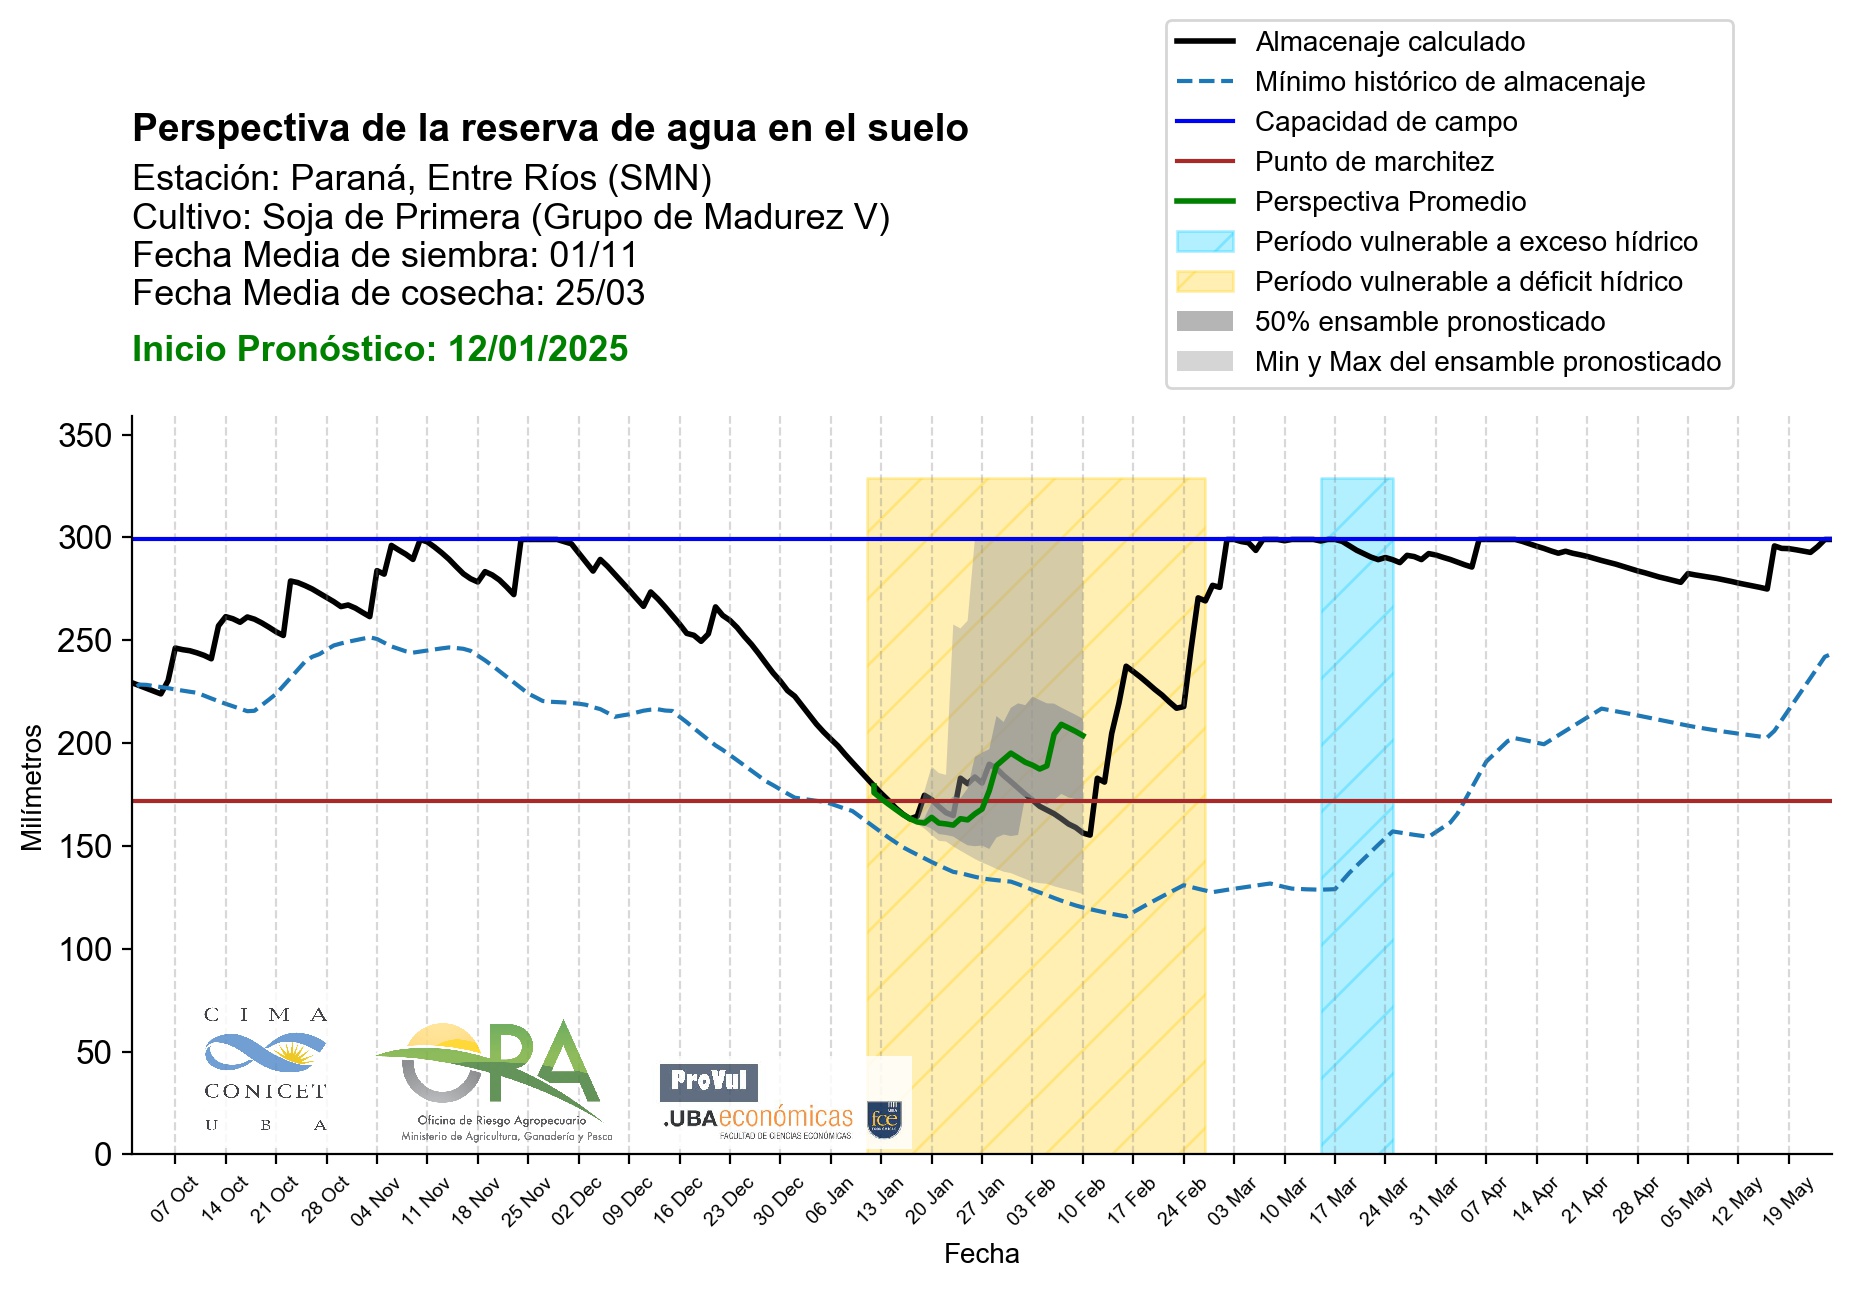 Almacenaje calculado
Mínimo histórico de almacenaje
Capacidad de campo
Punto de marchitez
Perspectiva Promedio
Período vulnerable a exceso hídrico
Período vulnerable a déficit hídrico
50% ensamble pronosticado
Min y Max del ensamble pronosticado
Perspectiva de la reserva de agua en el suelo
Estación: Paraná, Entre Ríos (SMN)
Cultivo: Soja de Primera (Grupo de Madurez V)
Fecha Media de siembra: 01/11
Fecha Media de cosecha: 25/03
Inicio Pronóstico: 12/01/2025
350
300
250
200
150
100
50
0
Milímetros
CIMA
CONICET
UBA
OPA
Oficina de Riesgo Agropecuario
Ministerio de Agricultura, Ganadería y Pesca
ProVul
.UBAeconómicas
FACULTAD DE CIENCIAS ECONÓMICAS
UBA
fce
07 Oct
14 Oct
21 Oct
28 Oct
04 Nov
11 Nov
18 Nov
25 Nov
02 Dec
09 Dec
16 Dec
23 Dec
30 Dec
06 Jan
13 Jan
20 Jan
27 Jan
03 Feb
10 Feb
17 Feb
24 Feb
03 Mar
10 Mar
17 Mar
24 Mar
31 Mar
07 Apr
14 Apr
21 Apr
28 Apr
05 May
12 May
19 May
Fecha